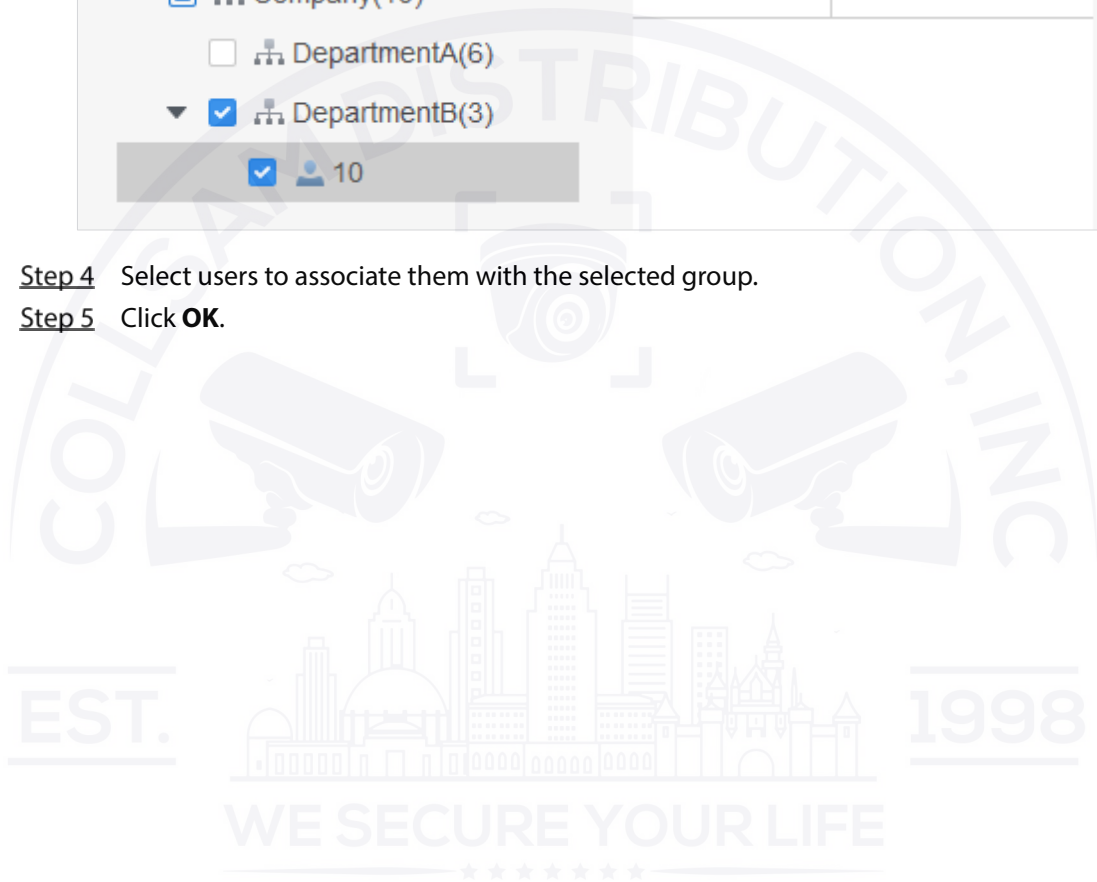 DepartmentA(6)
DepartmentB(3)
10
Step 4 Select users to associate them with the selected group.
Step 5 Click OK.
COLLSAM DISTRIBUTION, INC
EST. 1998
WE SECURE YOUR LIFE